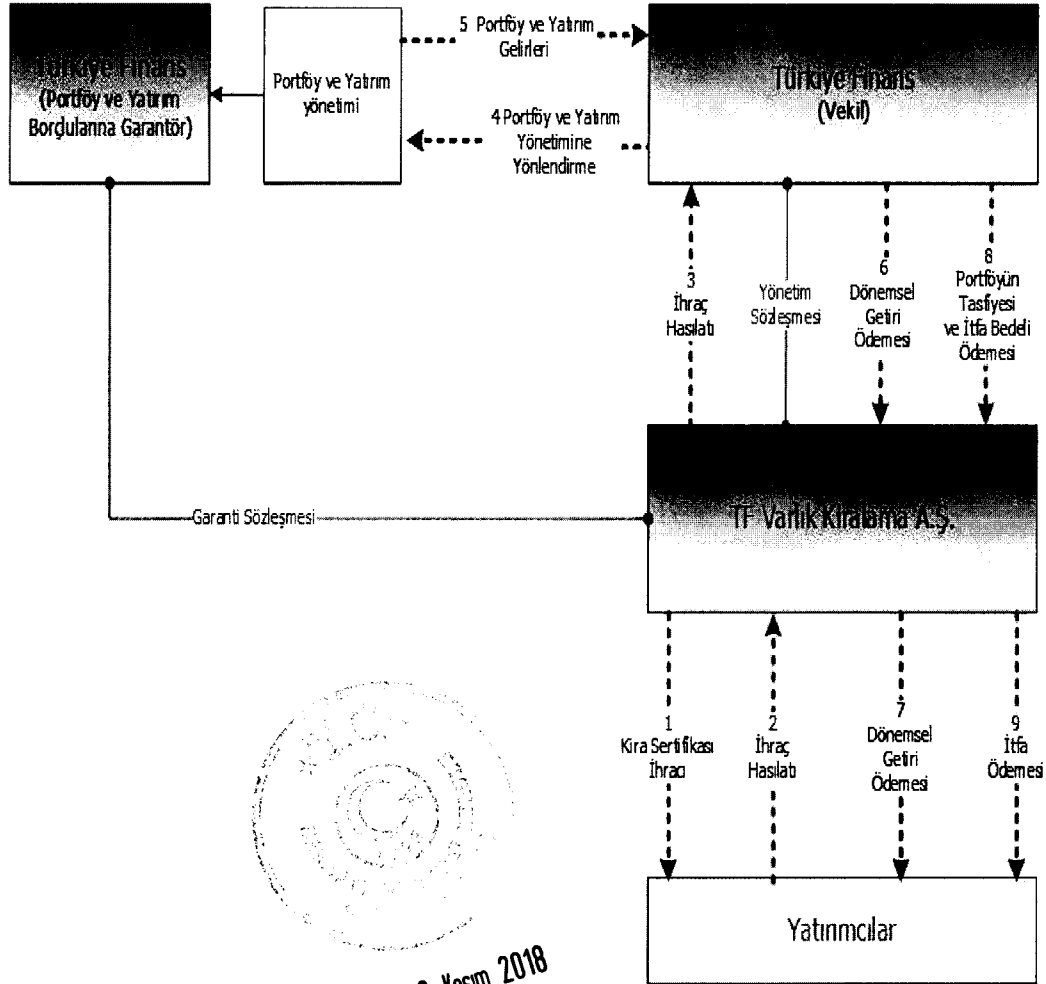 Türkiye Finans
(Portföy ve Yatırım
Borçlularına Garantör)
Portföy ve Yatırım
yönetimi
5 Portföy ve Yatırım
Gelirleri
4 Portföy ve Yatırım
Yönetimine
Yönlendirme
Türkiye Finans
(Vekil)
3
İhraç
Hasılatı
Yönetim
Sözleşmesi
6
Dönemsel
Getiri
Ödemesi
8
Portföyün
Tasfiyesi
ve İtfa Bedeli
Ödemesi
TF Varlık Kiralama A.Ş.
Garanti Sözleşmesi
1
Kira Sertifikası
İhracı
2
İhraç
Hasılatı
7
Dönemsel
Getiri
Ödemesi
9
İtfa
Ödemesi
Yatırımcılar
Kasım 2018